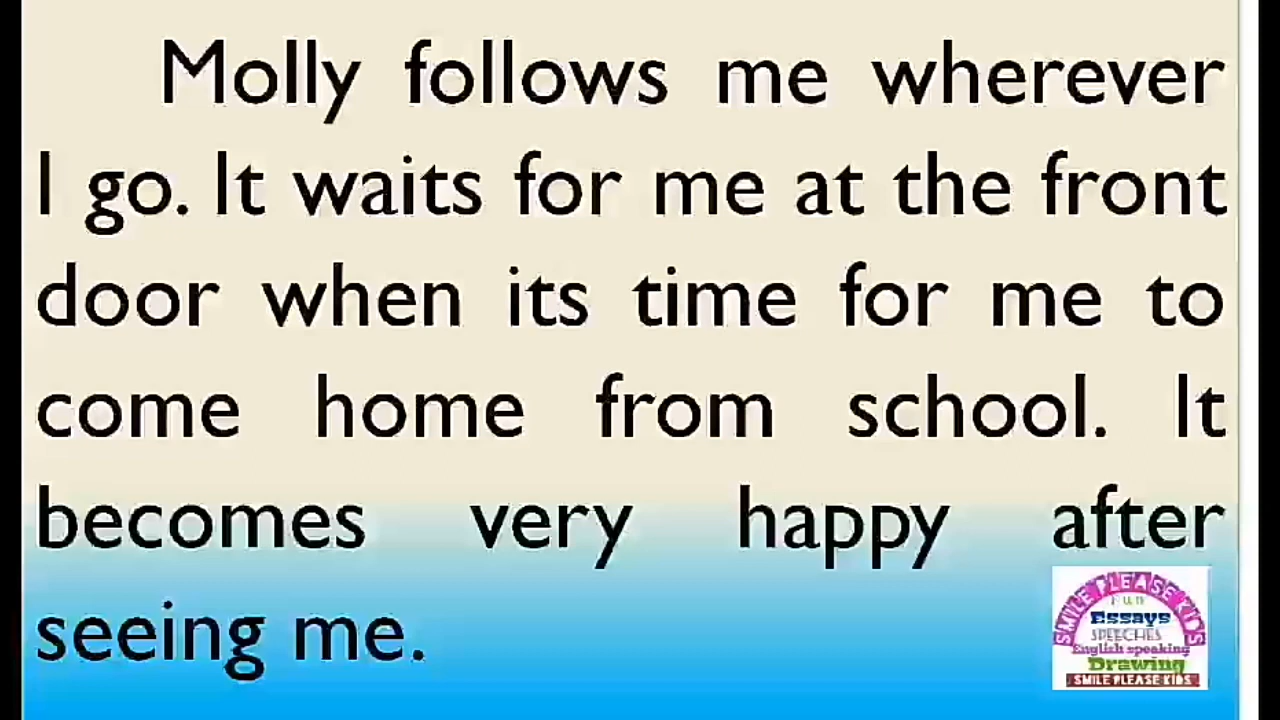 Molly follows me wherever
I go. It waits for me at the front
door when its time for me to
come home from school. It
becomes very happy after
seeing me.
SMILE PLEASE KIDS
Fun
Essays
SPEECHES
English speaking
Drawing
SMILE PLEASE KIDS